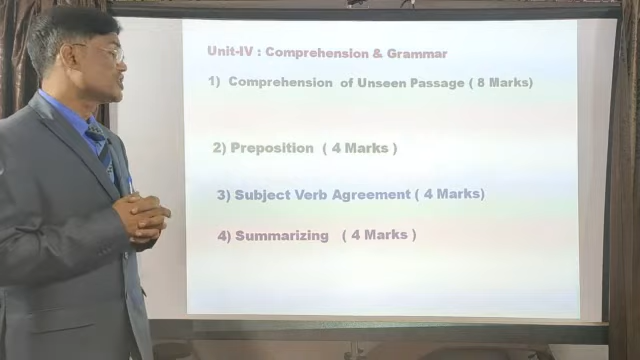 Unit-IV : Comprehension & Grammar
1) Comprehension of Unseen Passage ( 8 Marks)
2) Preposition ( 4 Marks )
3) Subject Verb Agreement ( 4 Marks)
4) Summarizing ( 4 Marks )